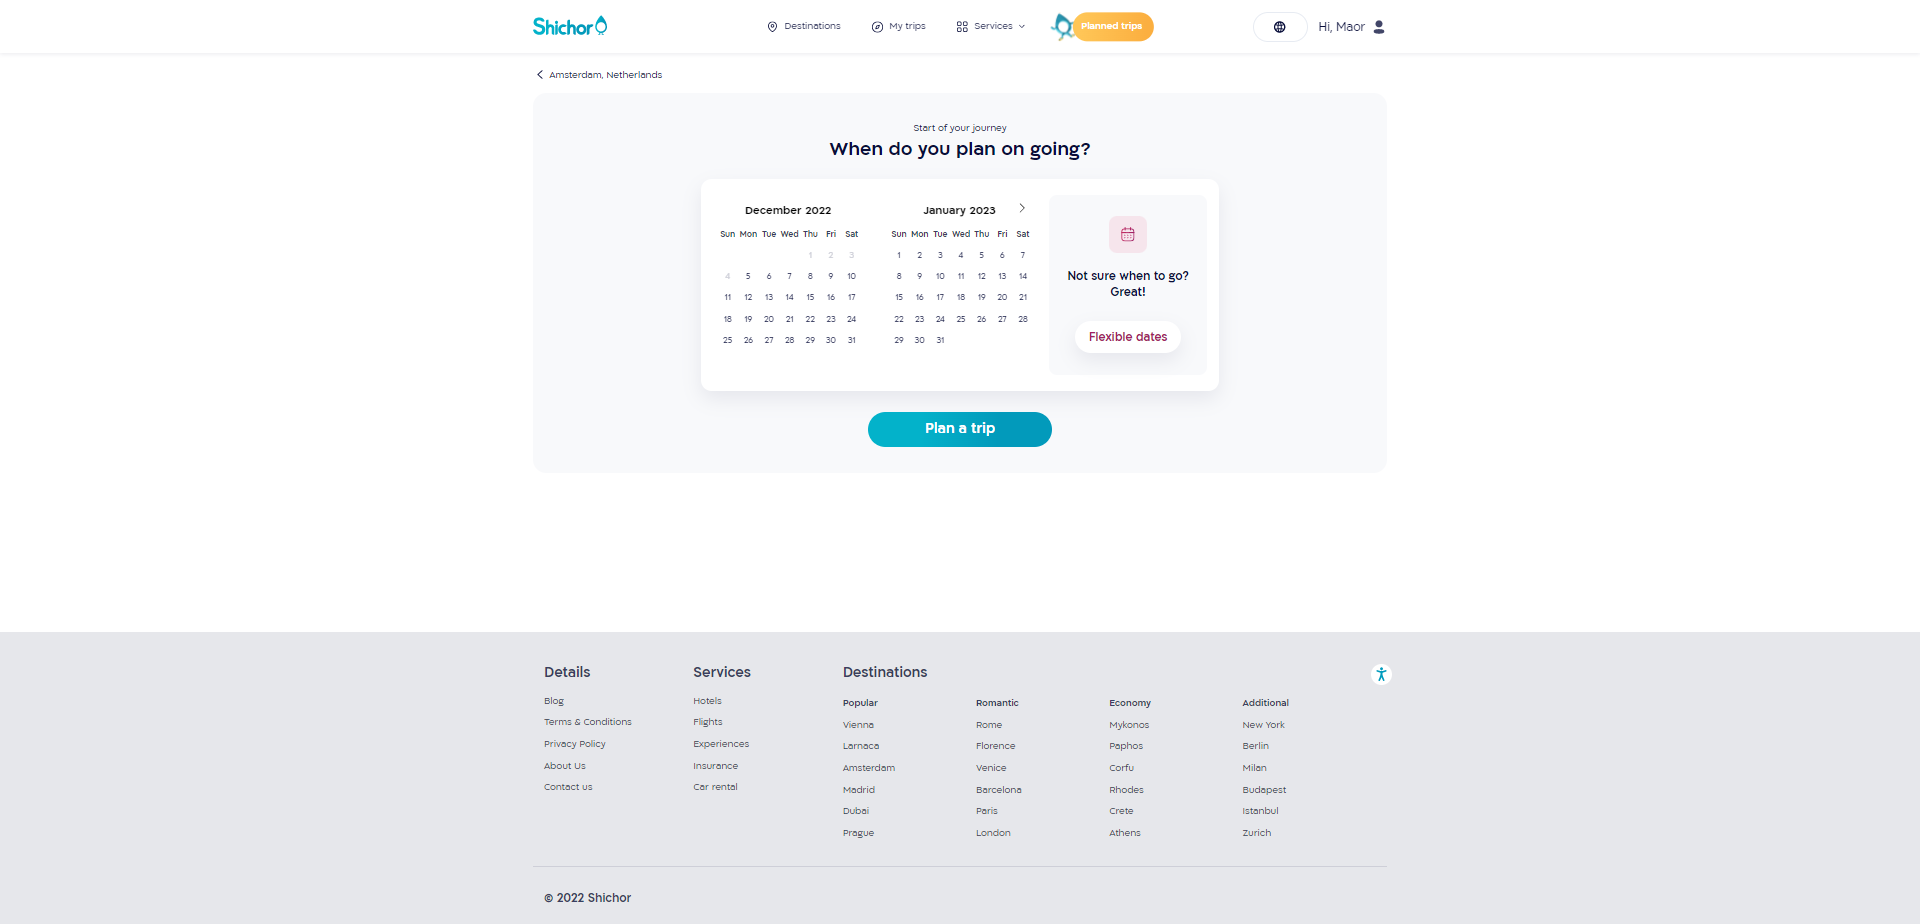 Shichor
Destinations
My trips
Services
Planned trips
Hi, Maor
Amsterdam, Netherlands
Start of your journey
When do you plan on going?
December 2022
Sun Mon Tue Wed Thu Fri Sat
1 2 3
4 5 6 7 8 9 10
11 12 13 14 15 16 17
18 19 20 21 22 23 24
25 26 27 28 29 30 31
January 2023
Sun Mon Tue Wed Thu Fri Sat
1 2 3 4 5 6 7
8 9 10 11 12 13 14
15 16 17 18 19 20 21
22 23 24 25 26 27 28
29 30 31
Not sure when to go?
Great!
Flexible dates
Plan a trip
Details
Blog
Terms & Conditions
Privacy Policy
About Us
Contact us
Services
Hotels
Flights
Experiences
Insurance
Car rental
Destinations
Popular
Vienna
Larnaca
Amsterdam
Madrid
Dubai
Prague
Romantic
Rome
Florence
Venice
Barcelona
Paris
London
Economy
Mykonos
Paphos
Corfu
Rhodes
Crete
Athens
Additional
New York
Berlin
Milan
Budapest
Istanbul
Zurich
© 2022 Shichor